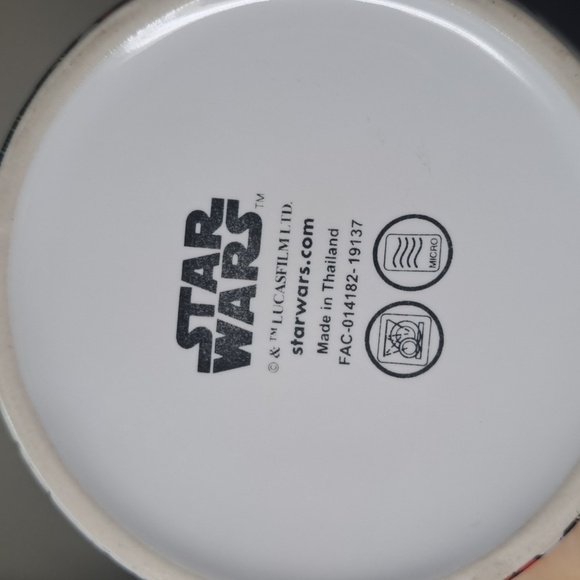 STAR
WARS™
© & ™ LUCASFILM LTD.
starwars.com
Made in Thailand
FAC-014182-19137
MICRO